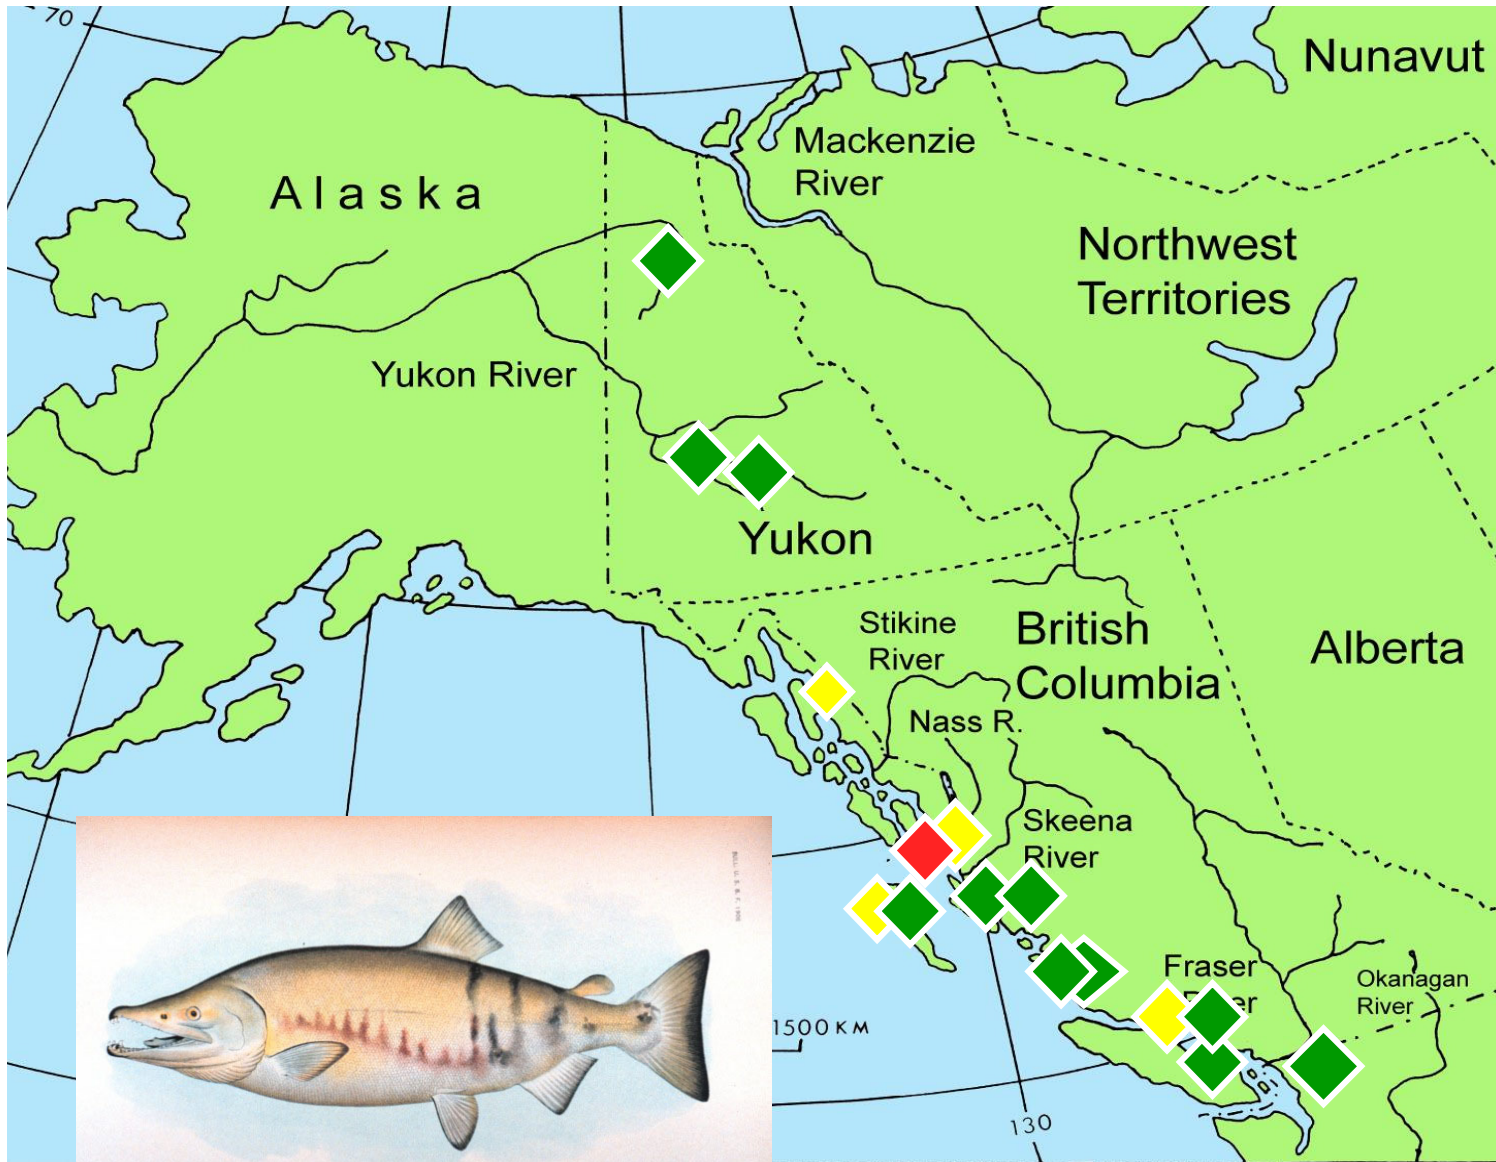 70
Nunavut
Mackenzie
River
Alaska
Northwest
Territories
Yukon River
Yukon
Stikine
River
British
Columbia
Alberta
Nass R.
Skeena
River
Fraser
Okanagan
River
1500 KM
130